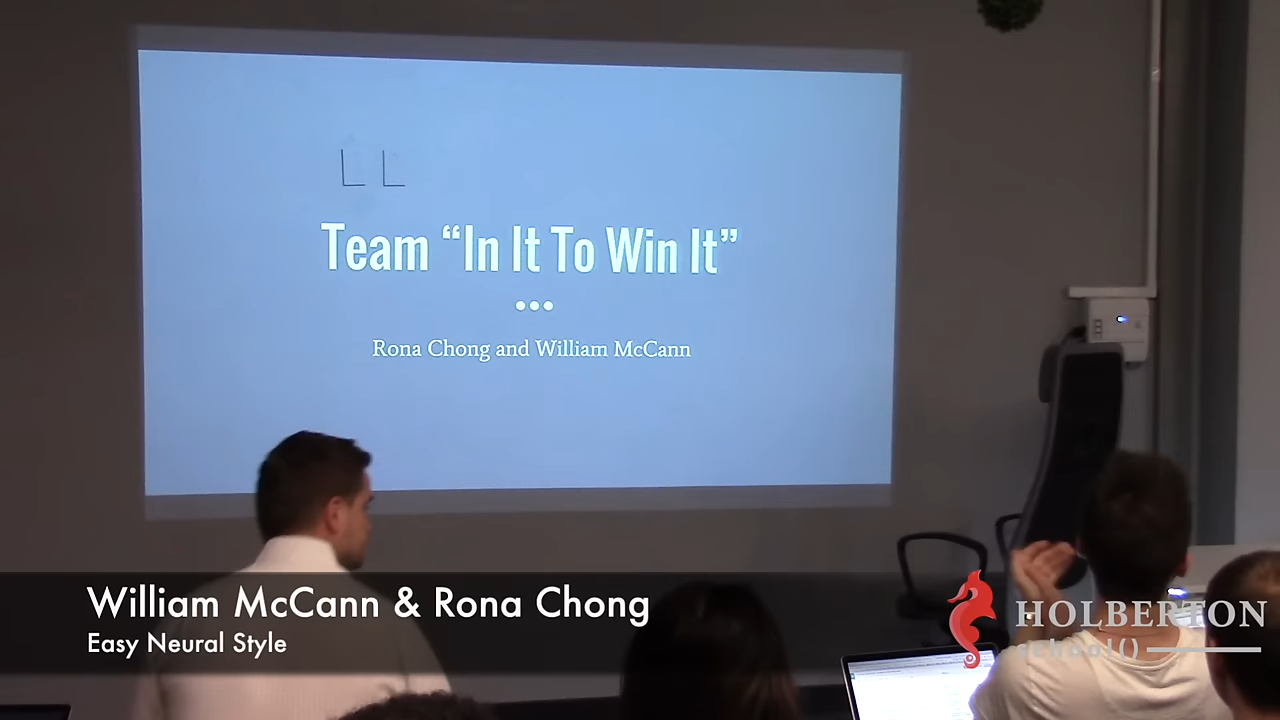 Team “In It To Win It”
Rona Chong and William McCann
William McCann & Rona Chong
Easy Neural Style
HOLBERTON
school()